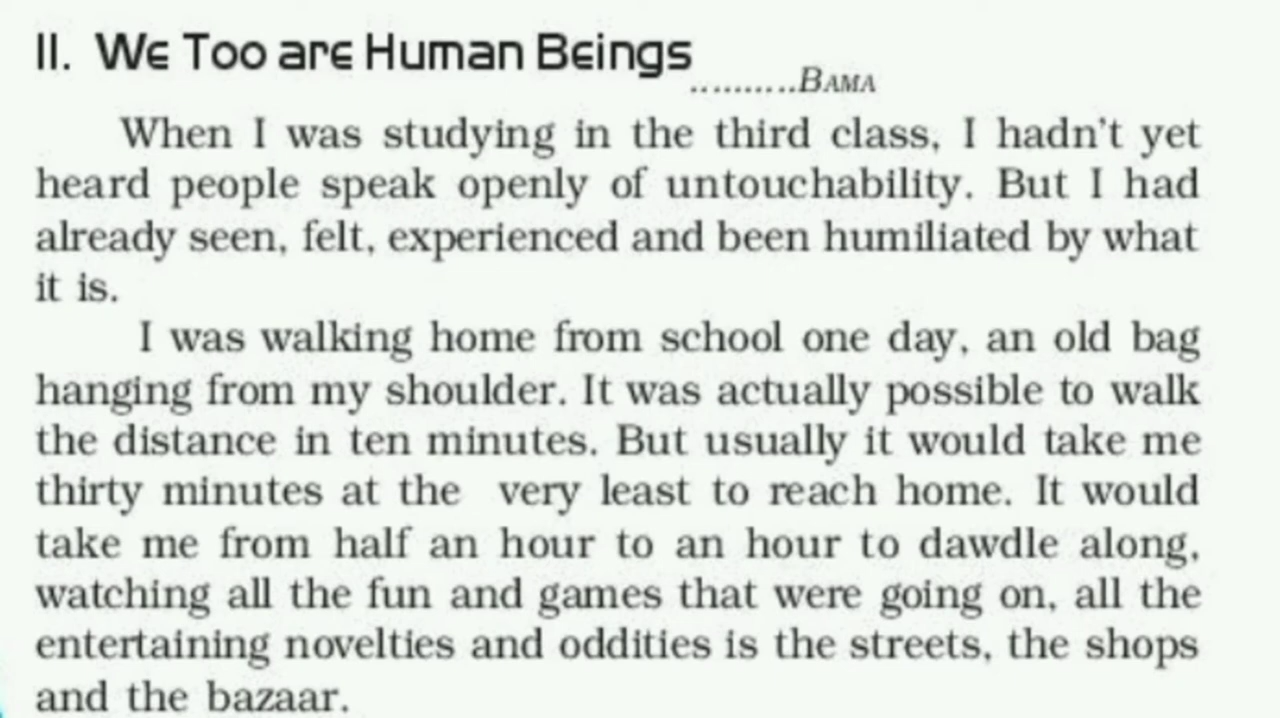 II. We Too are Human Beings
..........BAMA
When I was studying in the third class, I hadn't yet
heard people speak openly of untouchability. But I had
already seen, felt, experienced and been humiliated by what
it is.
I was walking home from school one day, an old bag
hanging from my shoulder. It was actually possible to walk
the distance in ten minutes. But usually it would take me
thirty minutes at the very least to reach home. It would
take me from half an hour to an hour to dawdle along,
watching all the fun and games that were going on, all the
entertaining novelties and oddities is the streets, the shops
and the bazaar.